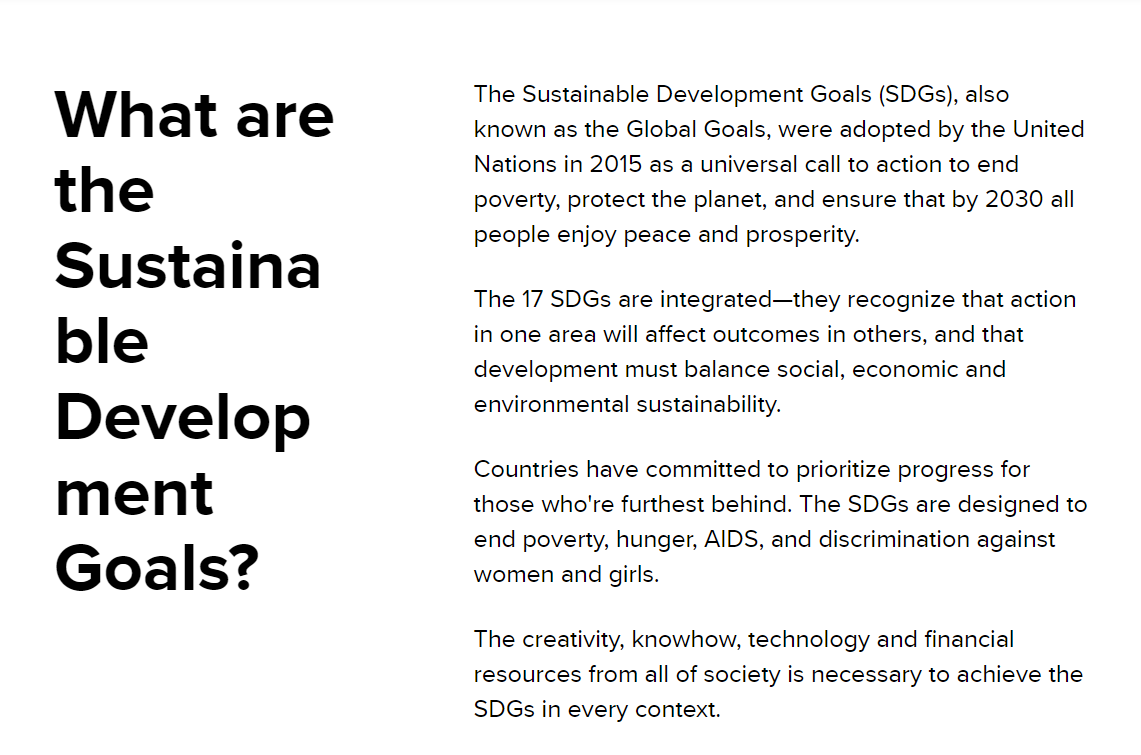 What are
the
Sustaina
ble
Develop
ment
Goals?
The Sustainable Development Goals (SDGs), also
known as the Global Goals, were adopted by the United
Nations in 2015 as a universal call to action to end
poverty, protect the planet, and ensure that by 2030 all
people enjoy peace and prosperity.
The 17 SDGs are integrated—they recognize that action
in one area will affect outcomes in others, and that
development must balance social, economic and
environmental sustainability.
Countries have committed to prioritize progress for
those who're furthest behind. The SDGs are designed to
end poverty, hunger, AIDS, and discrimination against
women and girls.
The creativity, knowhow, technology and financial
resources from all of society is necessary to achieve the
SDGs in every context.